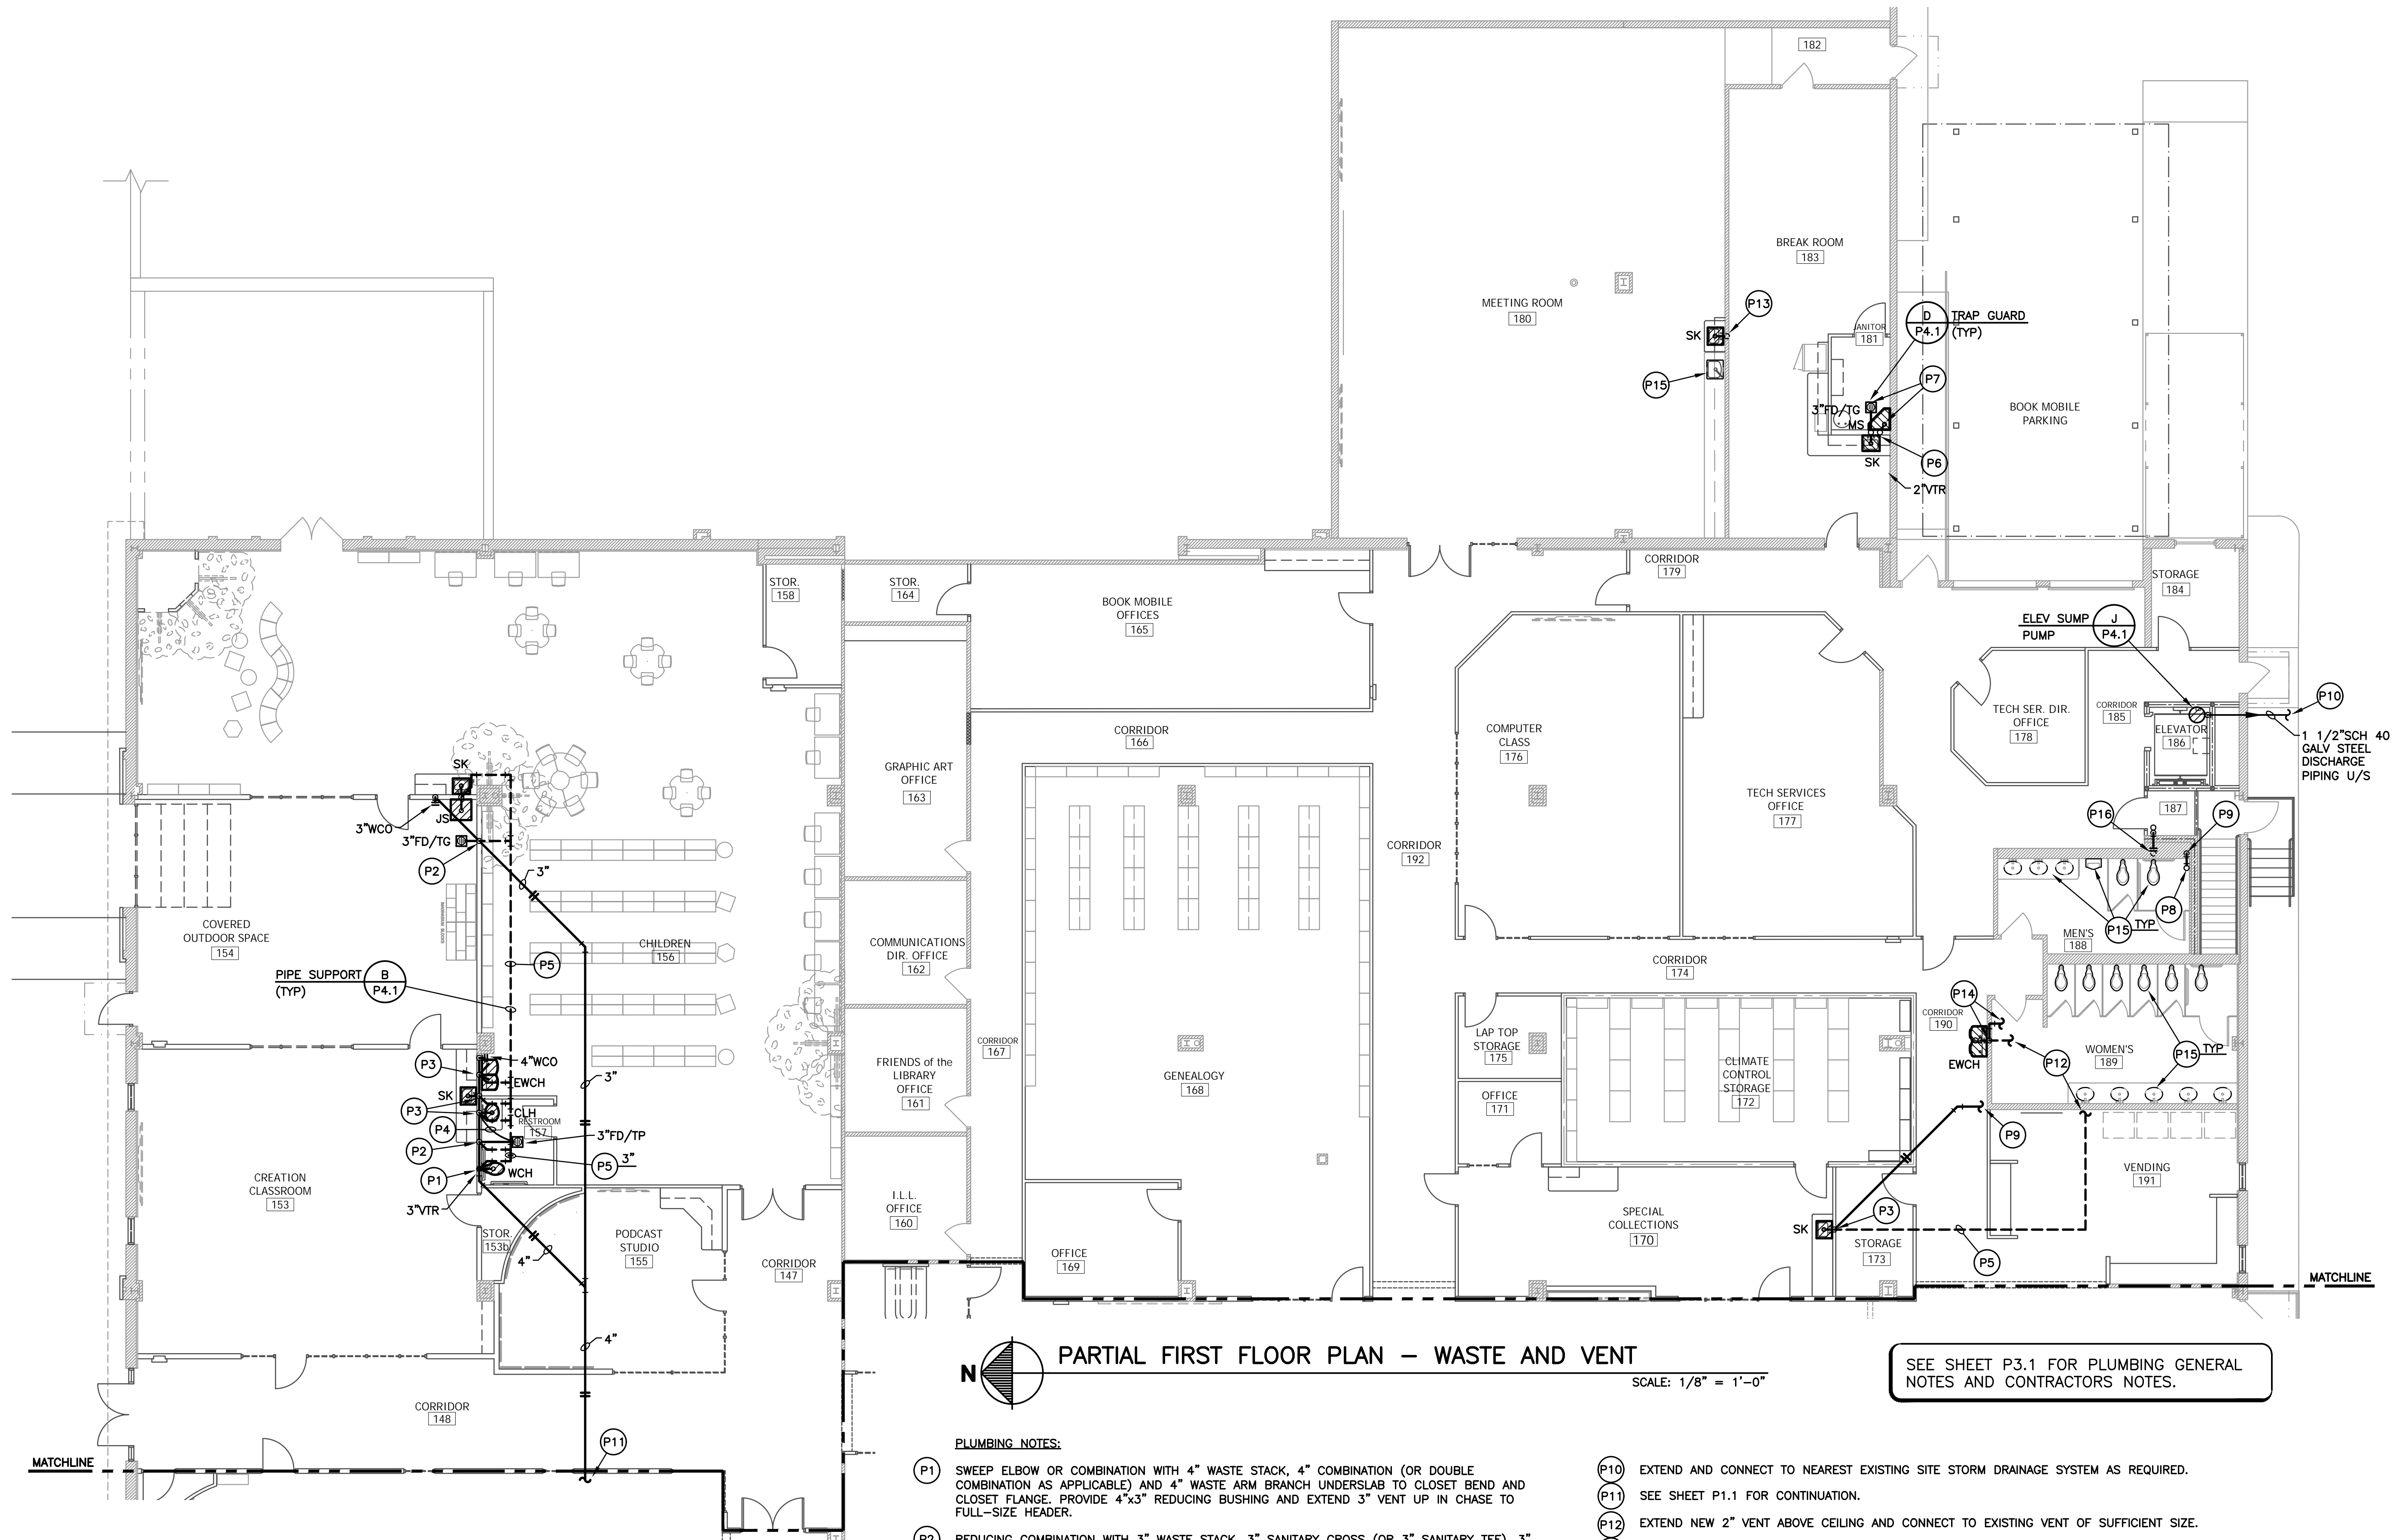 182
BREAK ROOM
183
MEETING ROOM
180
SK
P13
P15
JANITOR
181
D
P4.1
TRAP GUARD
(TYP)
P7
3"FD/TG
MS
SK
P6
2"VTR
BOOK MOBILE
PARKING
STOR.
158
STOR.
164
BOOK MOBILE
OFFICES
165
CORRIDOR
179
STORAGE
184
ELEV SUMP
PUMP
J
P4.1
CORRIDOR
166
COMPUTER
CLASS
176
TECH SERVICES
OFFICE
177
TECH SER. DIR.
OFFICE
178
CORRIDOR
185
ELEVATOR
186
P10
1 1/2"SCH 40
GALV STEEL
DISCHARGE
PIPING U/S
GRAPHIC ART
OFFICE
163
SK
JS
3"WCO
3"FD/TG
P2
3"
187
P16
P9
P8
P15
TYP
MEN'S
188
CORRIDOR
192
COVERED
OUTDOOR SPACE
154
CHILDREN
156
COMMUNICATIONS
DIR. OFFICE
162
CORRIDOR
174
PIPE SUPPORT
(TYP)
B
P4.1
P5
P14
CORRIDOR
190
EWCH
WOMEN'S
189
P15
TYP
P12
LAP TOP
STORAGE
175
CLIMATE
CONTROL
STORAGE
172
CORRIDOR
167
GENEALOGY
168
FRIENDS of the
LIBRARY
OFFICE
161
OFFICE
171
P3
4"WCO
EWCH
SK
P3
CLH
P4
RESTROOM
157
3"FD/TP
P2
P5
3"
P1
WCH
3"VTR
3"
P9
VENDING
191
CREATION
CLASSROOM
153
STOR.
153b
4"
PODCAST
STUDIO
155
I.L.L.
OFFICE
160
OFFICE
169
SPECIAL
COLLECTIONS
170
SK
P3
STORAGE
173
P5
CORRIDOR
147
MATCHLINE
4"
CORRIDOR
148
P11
MATCHLINE
N
PARTIAL FIRST FLOOR PLAN – WASTE AND VENT
SCALE: 1/8" = 1'-0"
SEE SHEET P3.1 FOR PLUMBING GENERAL
NOTES AND CONTRACTORS NOTES.
PLUMBING NOTES:
P1 SWEEP ELBOW OR COMBINATION WITH 4" WASTE STACK, 4" COMBINATION (OR DOUBLE
COMBINATION AS APPLICABLE) AND 4" WASTE ARM BRANCH UNDERSLAB TO CLOSET BEND AND
CLOSET FLANGE. PROVIDE 4"x3" REDUCING BUSHING AND EXTEND 3" VENT UP IN CHASE TO
FULL-SIZE HEADER.
P2 REDUCING COMBINATION WITH 3" WASTE STACK, 3" SANITARY CROSS (OR 3" SANITARY TEE), 3"
P10 EXTEND AND CONNECT TO NEAREST EXISTING SITE STORM DRAINAGE SYSTEM AS REQUIRED.
P11 SEE SHEET P1.1 FOR CONTINUATION.
P12 EXTEND NEW 2" VENT ABOVE CEILING AND CONNECT TO EXISTING VENT OF SUFFICIENT SIZE.